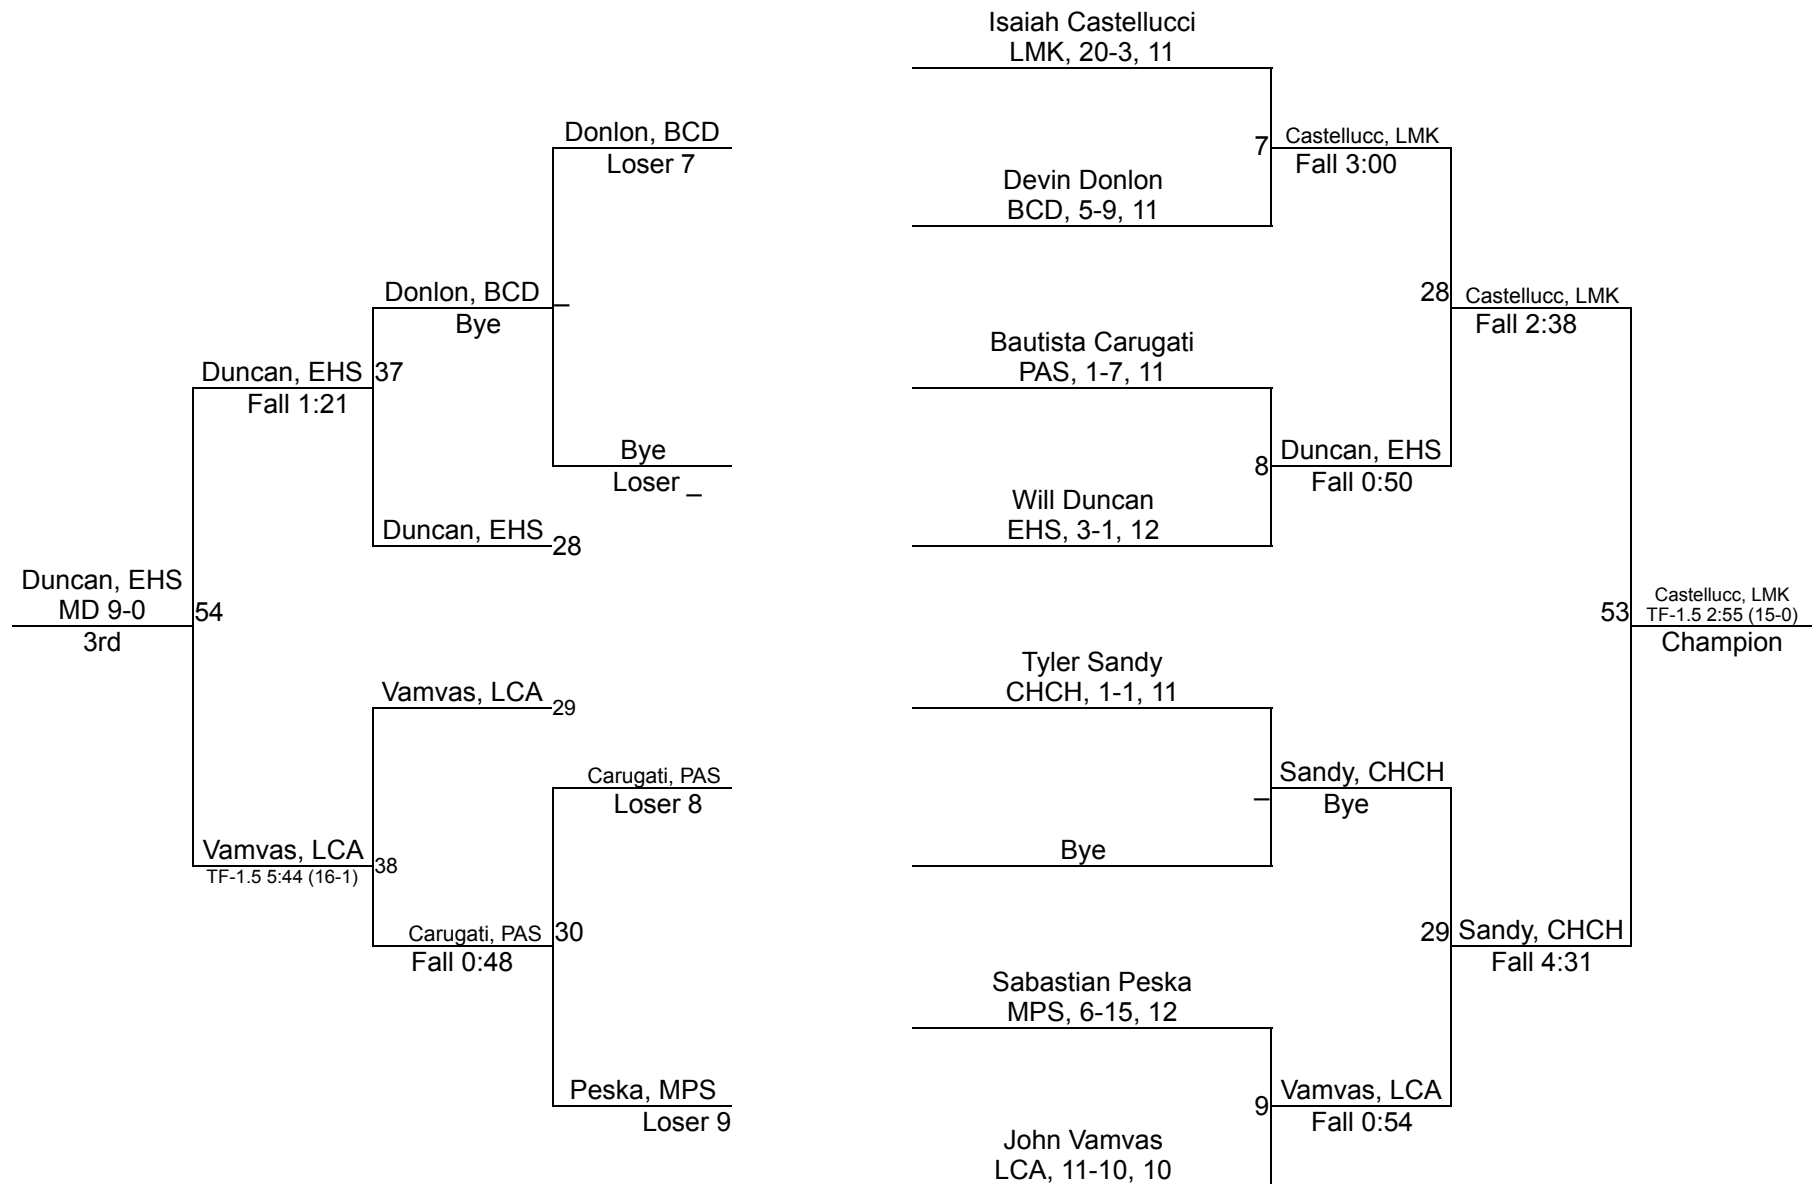 Isaiah Castellucci
LMK, 20-3, 11
Donlon, BCD
Loser 7
7
Castellucc, LMK
Fall 3:00
Devin Donlon
BCD, 5-9, 11
Donlon, BCD
_
Bye
28
Castellucc, LMK
Fall 2:38
Bautista Carugati
PAS, 1-7, 11
Duncan, EHS
37
Fall 1:21
Bye
Loser _
8
Duncan, EHS
Fall 0:50
Will Duncan
EHS, 3-1, 12
Duncan, EHS
28
Duncan, EHS
MD 9-0
54
3rd
53
Castellucc, LMK
TF-1.5 2:55 (15-0)
Champion
Tyler Sandy
CHCH, 1-1, 11
Vamvas, LCA
29
Carugati, PAS
Loser 8
_
Sandy, CHCH
Bye
Vamvas, LCA
38
TF-1.5 5:44 (16-1)
Bye
Carugati, PAS
30
Fall 0:48
29
Sandy, CHCH
Fall 4:31
Sabastian Peska
MPS, 6-15, 12
Peska, MPS
Loser 9
9
Vamvas, LCA
Fall 0:54
John Vamvas
LCA, 11-10, 10